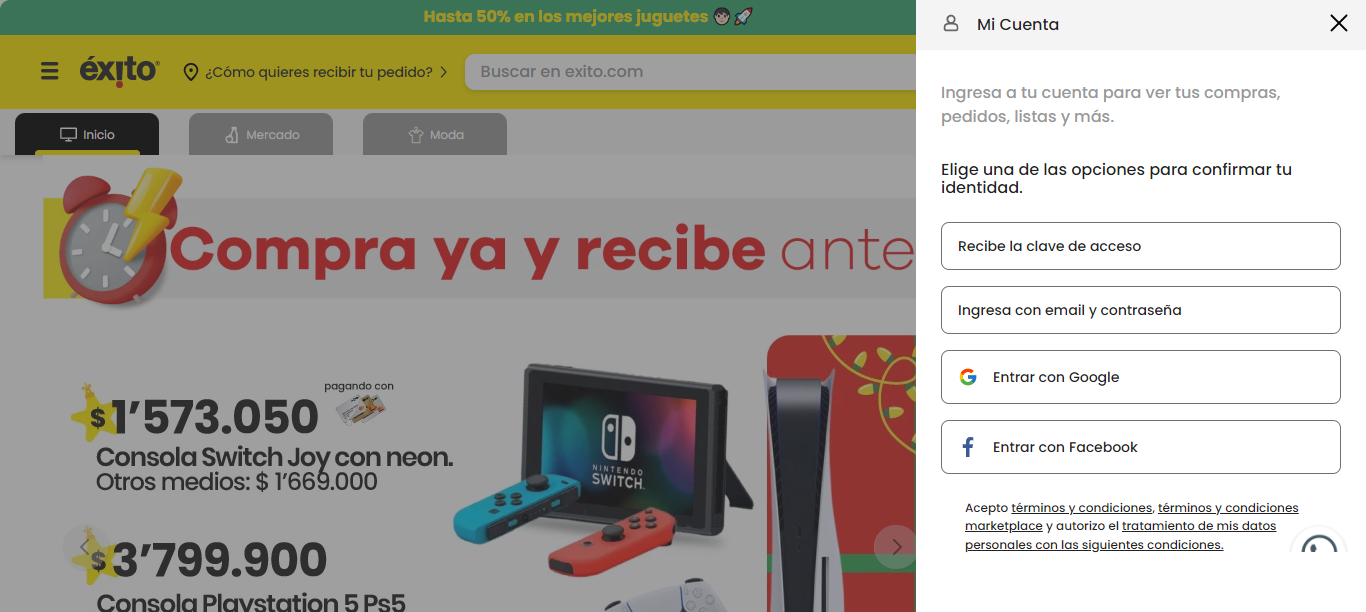 Hasta 50% en los mejores juguetes
éxito
¿Cómo quieres recibir tu pedido?
Buscar en exito.com
Inicio
Mercado
Moda
Compra ya y recibe ante
pagando con
$1’573.050
Consola Switch Joy con neon.
Otros medios: $ 1’669.000
NINTENDO
SWITCH
$3’799.900
Consola Playstation 5 Ps5
Mi Cuenta
Ingresa a tu cuenta para ver tus compras,
pedidos, listas y más.
Elige una de las opciones para confirmar tu
identidad.
Recibe la clave de acceso
Ingresa con email y contraseña
Entrar con Google
Entrar con Facebook
Acepto términos y condiciones, términos y condiciones
marketplace y autorizo el tratamiento de mis datos
personales con las siguientes condiciones.